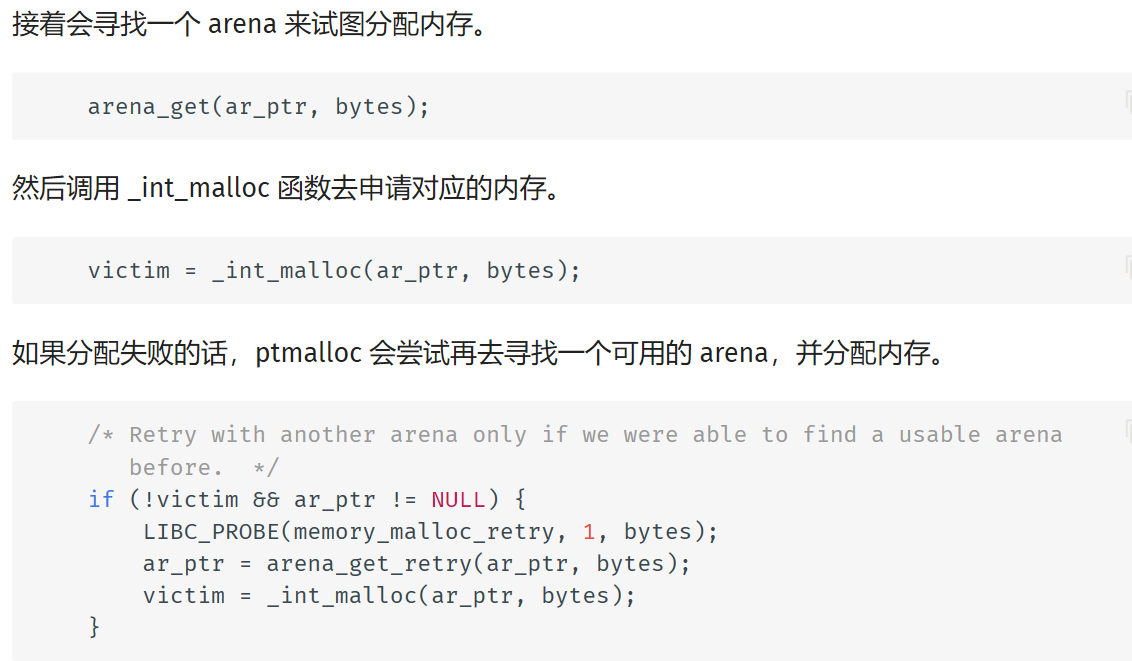 接着会寻找一个 arena 来试图分配内存。
arena_get(ar_ptr, bytes);
然后调用 _int_malloc 函数去申请对应的内存。
victim = _int_malloc(ar_ptr, bytes);
如果分配失败的话，ptmalloc 会尝试再去寻找一个可用的 arena，并分配内存。
/* Retry with another arena only if we were able to find a usable arena
before.  */
if (!victim && ar_ptr != NULL) {
LIBC_PROBE(memory_malloc_retry, 1, bytes);
ar_ptr = arena_get_retry(ar_ptr, bytes);
victim = _int_malloc(ar_ptr, bytes);
}